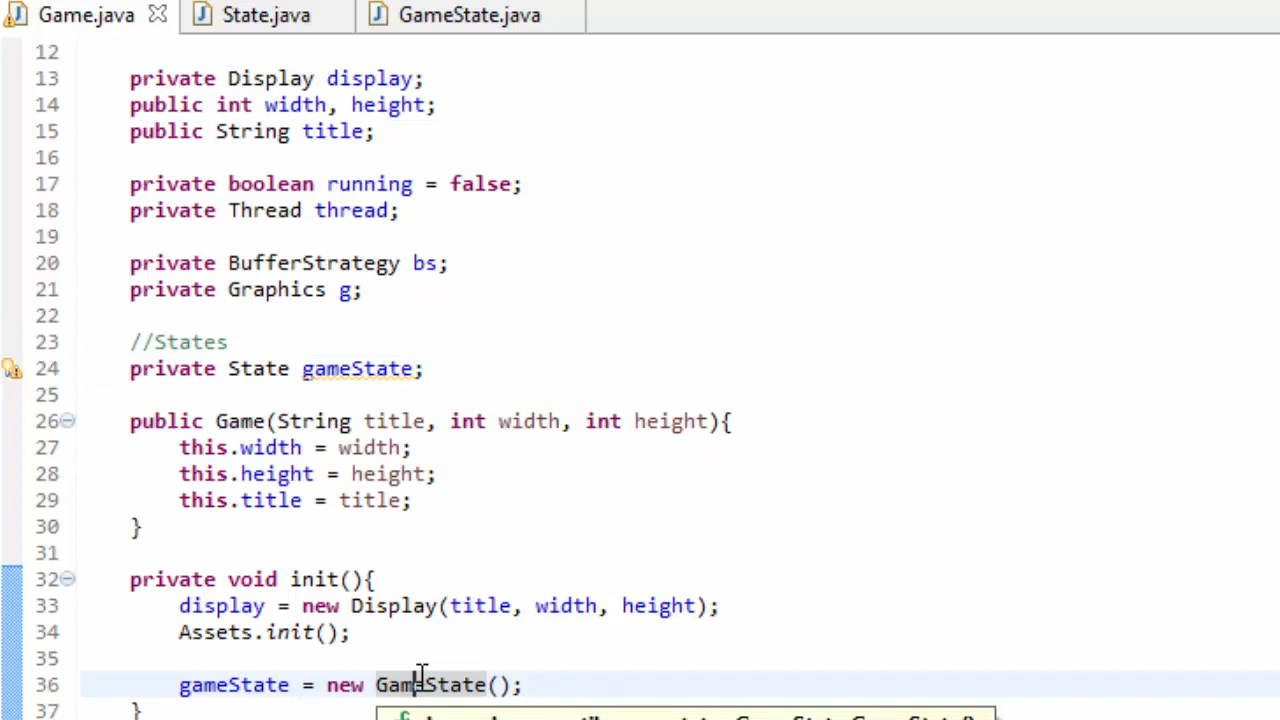 Game.java State.java GameState.java
12
13 private Display display;
14 public int width, height;
15 public String title;
16
17 private boolean running = false;
18 private Thread thread;
19
20 private BufferStrategy bs;
21 private Graphics g;
22
23 //States
24 private State gameState;
25
26 public Game(String title, int width, int height){
27 this.width = width;
28 this.height = height;
29 this.title = title;
30 }
31
32 private void init(){
33 display = new Display(title, width, height);
34 Assets.init();
35
36 gameState = new GameState();
37 }